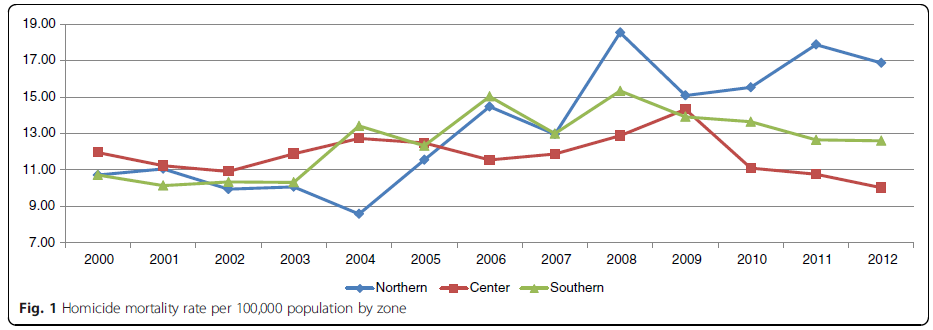 19.00
17.00
15.00
13.00
11.00
9.00
7.00
2000 2001 2002 2003 2004 2005 2006 2007 2008 2009 2010 2011 2012
Northern Center Southern
Fig. 1 Homicide mortality rate per 100,000 population by zone